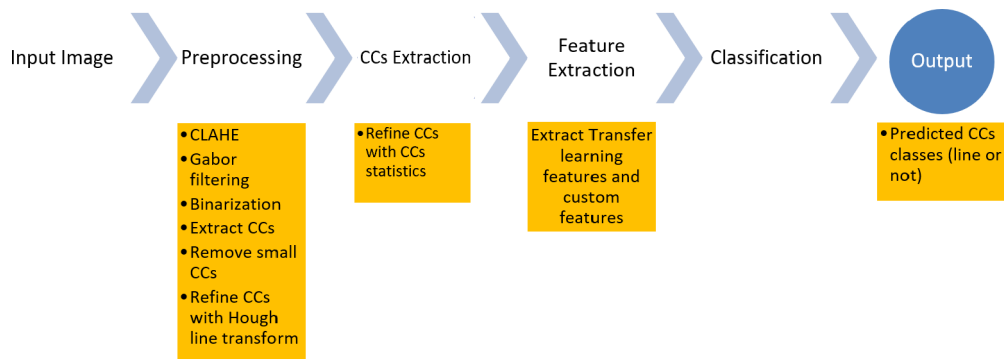 Input Image
Preprocessing
CCs Extraction
Feature
Extraction
Classification
Output
• CLAHE
• Gabor
filtering
• Binarization
• Extract CCs
• Remove small
CCs
• Refine CCs
with Hough
line transform
• Refine CCs
with CCs
statistics
Extract Transfer
learning
features and
custom
features
• Predicted CCs
classes (line or
not)